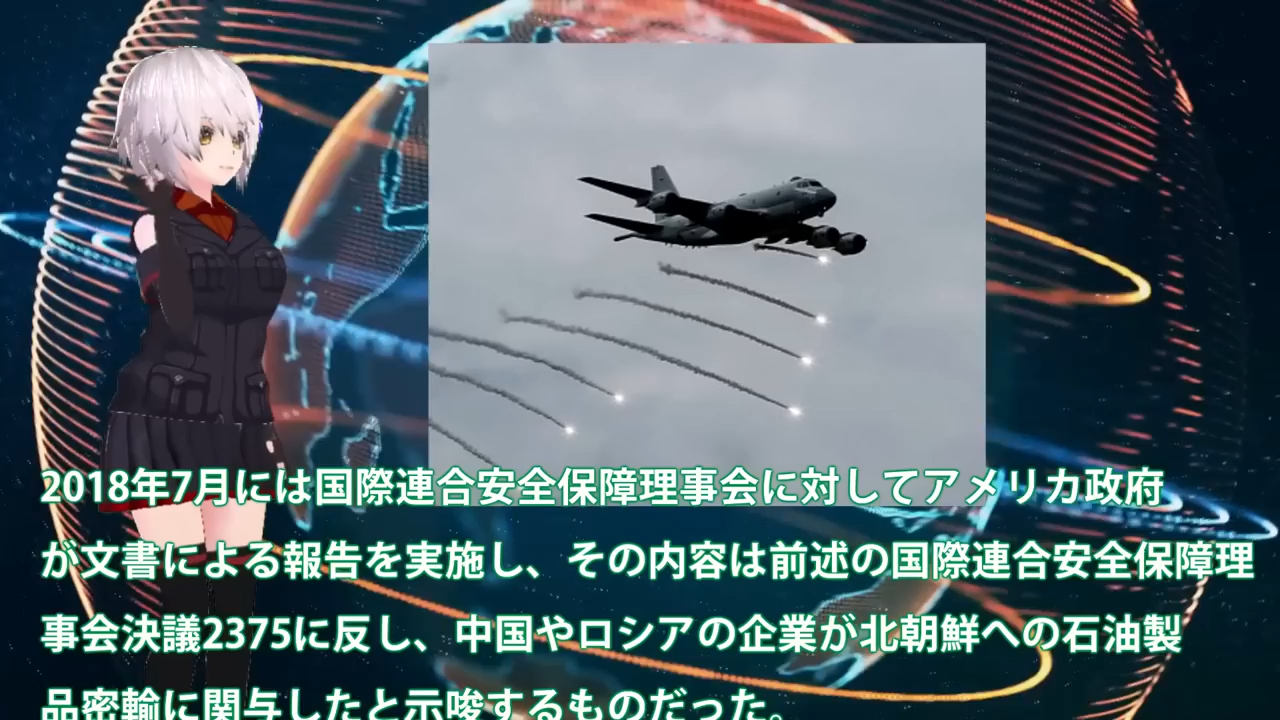 2018年7月には国際連合安全保障理事会に対してアメリカ政府
が文書による報告を実施し、その内容は前述の国際連合安全保障理
事会決議2375に反し、中国やロシアの企業が北朝鮮への石油製
品密輸に関与したと示唆するものだった。